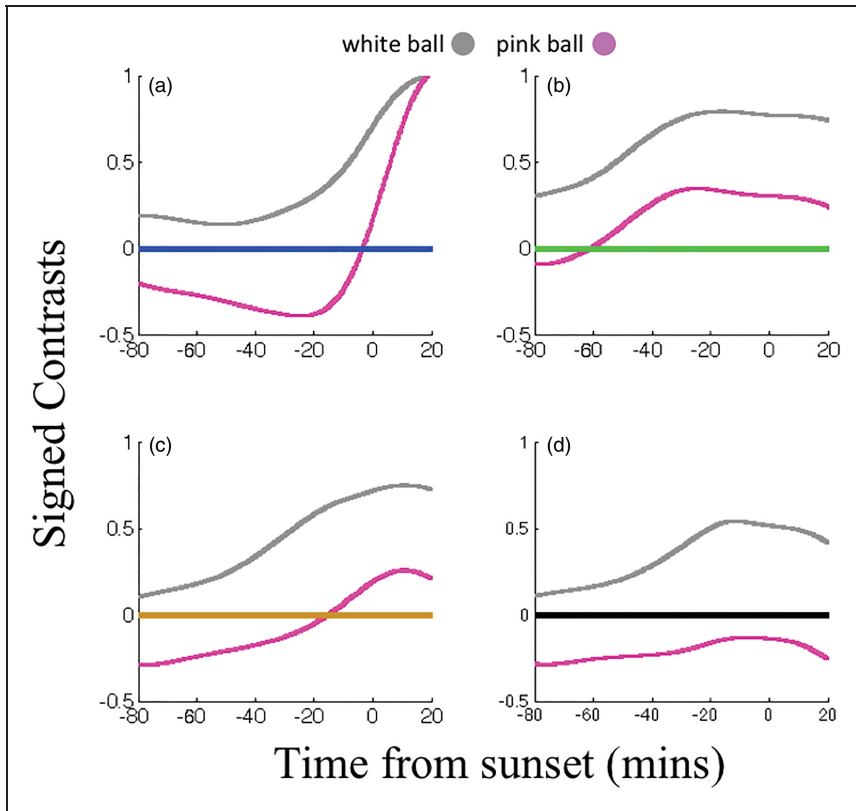 white ball pink ball
(a) (b)
1 1
0.5 0.5
0 0
-0.5 -0.5
-80 -60 -40 -20 0 20 -80 -60 -40 -20 0 20
Signed Contrasts
(c) (d)
1 1
0.5 0.5
0 0
-0.5 -0.5
-80 -60 -40 -20 0 20 -80 -60 -40 -20 0 20
Time from sunset (mins)